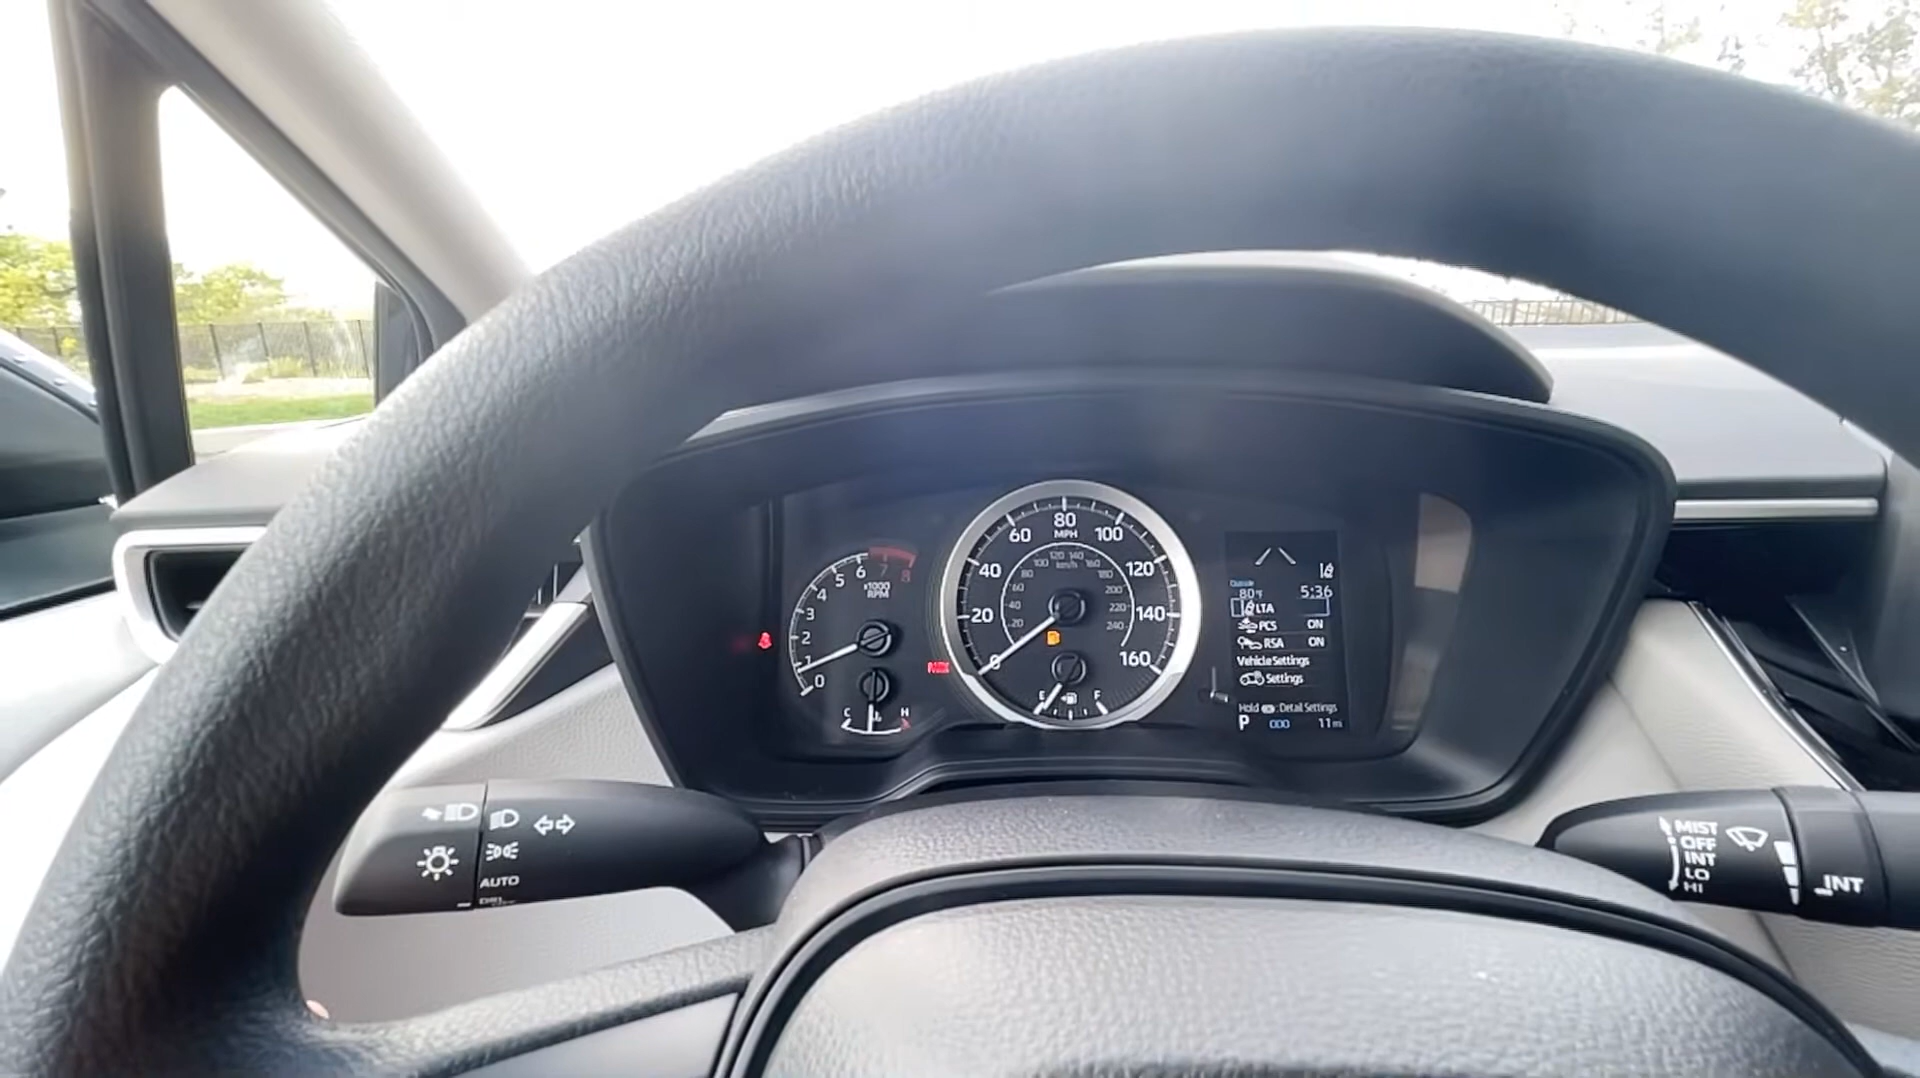 80
MPH
60
100
40
120
20
140
0
160
120 140
100
km/h
160
80
180
60
200
40
220
20
240
E
F
6
7
8
5
4
x1000
RPM
3
2
1
0
C
H
Outside
80°F
5:36
LTA
PCS ON
RSA ON
Vehicle Settings
Settings
Hold
: Detail Settings
P
000
11 mi
AUTO
MIST
OFF
INT
LO
HI
INT